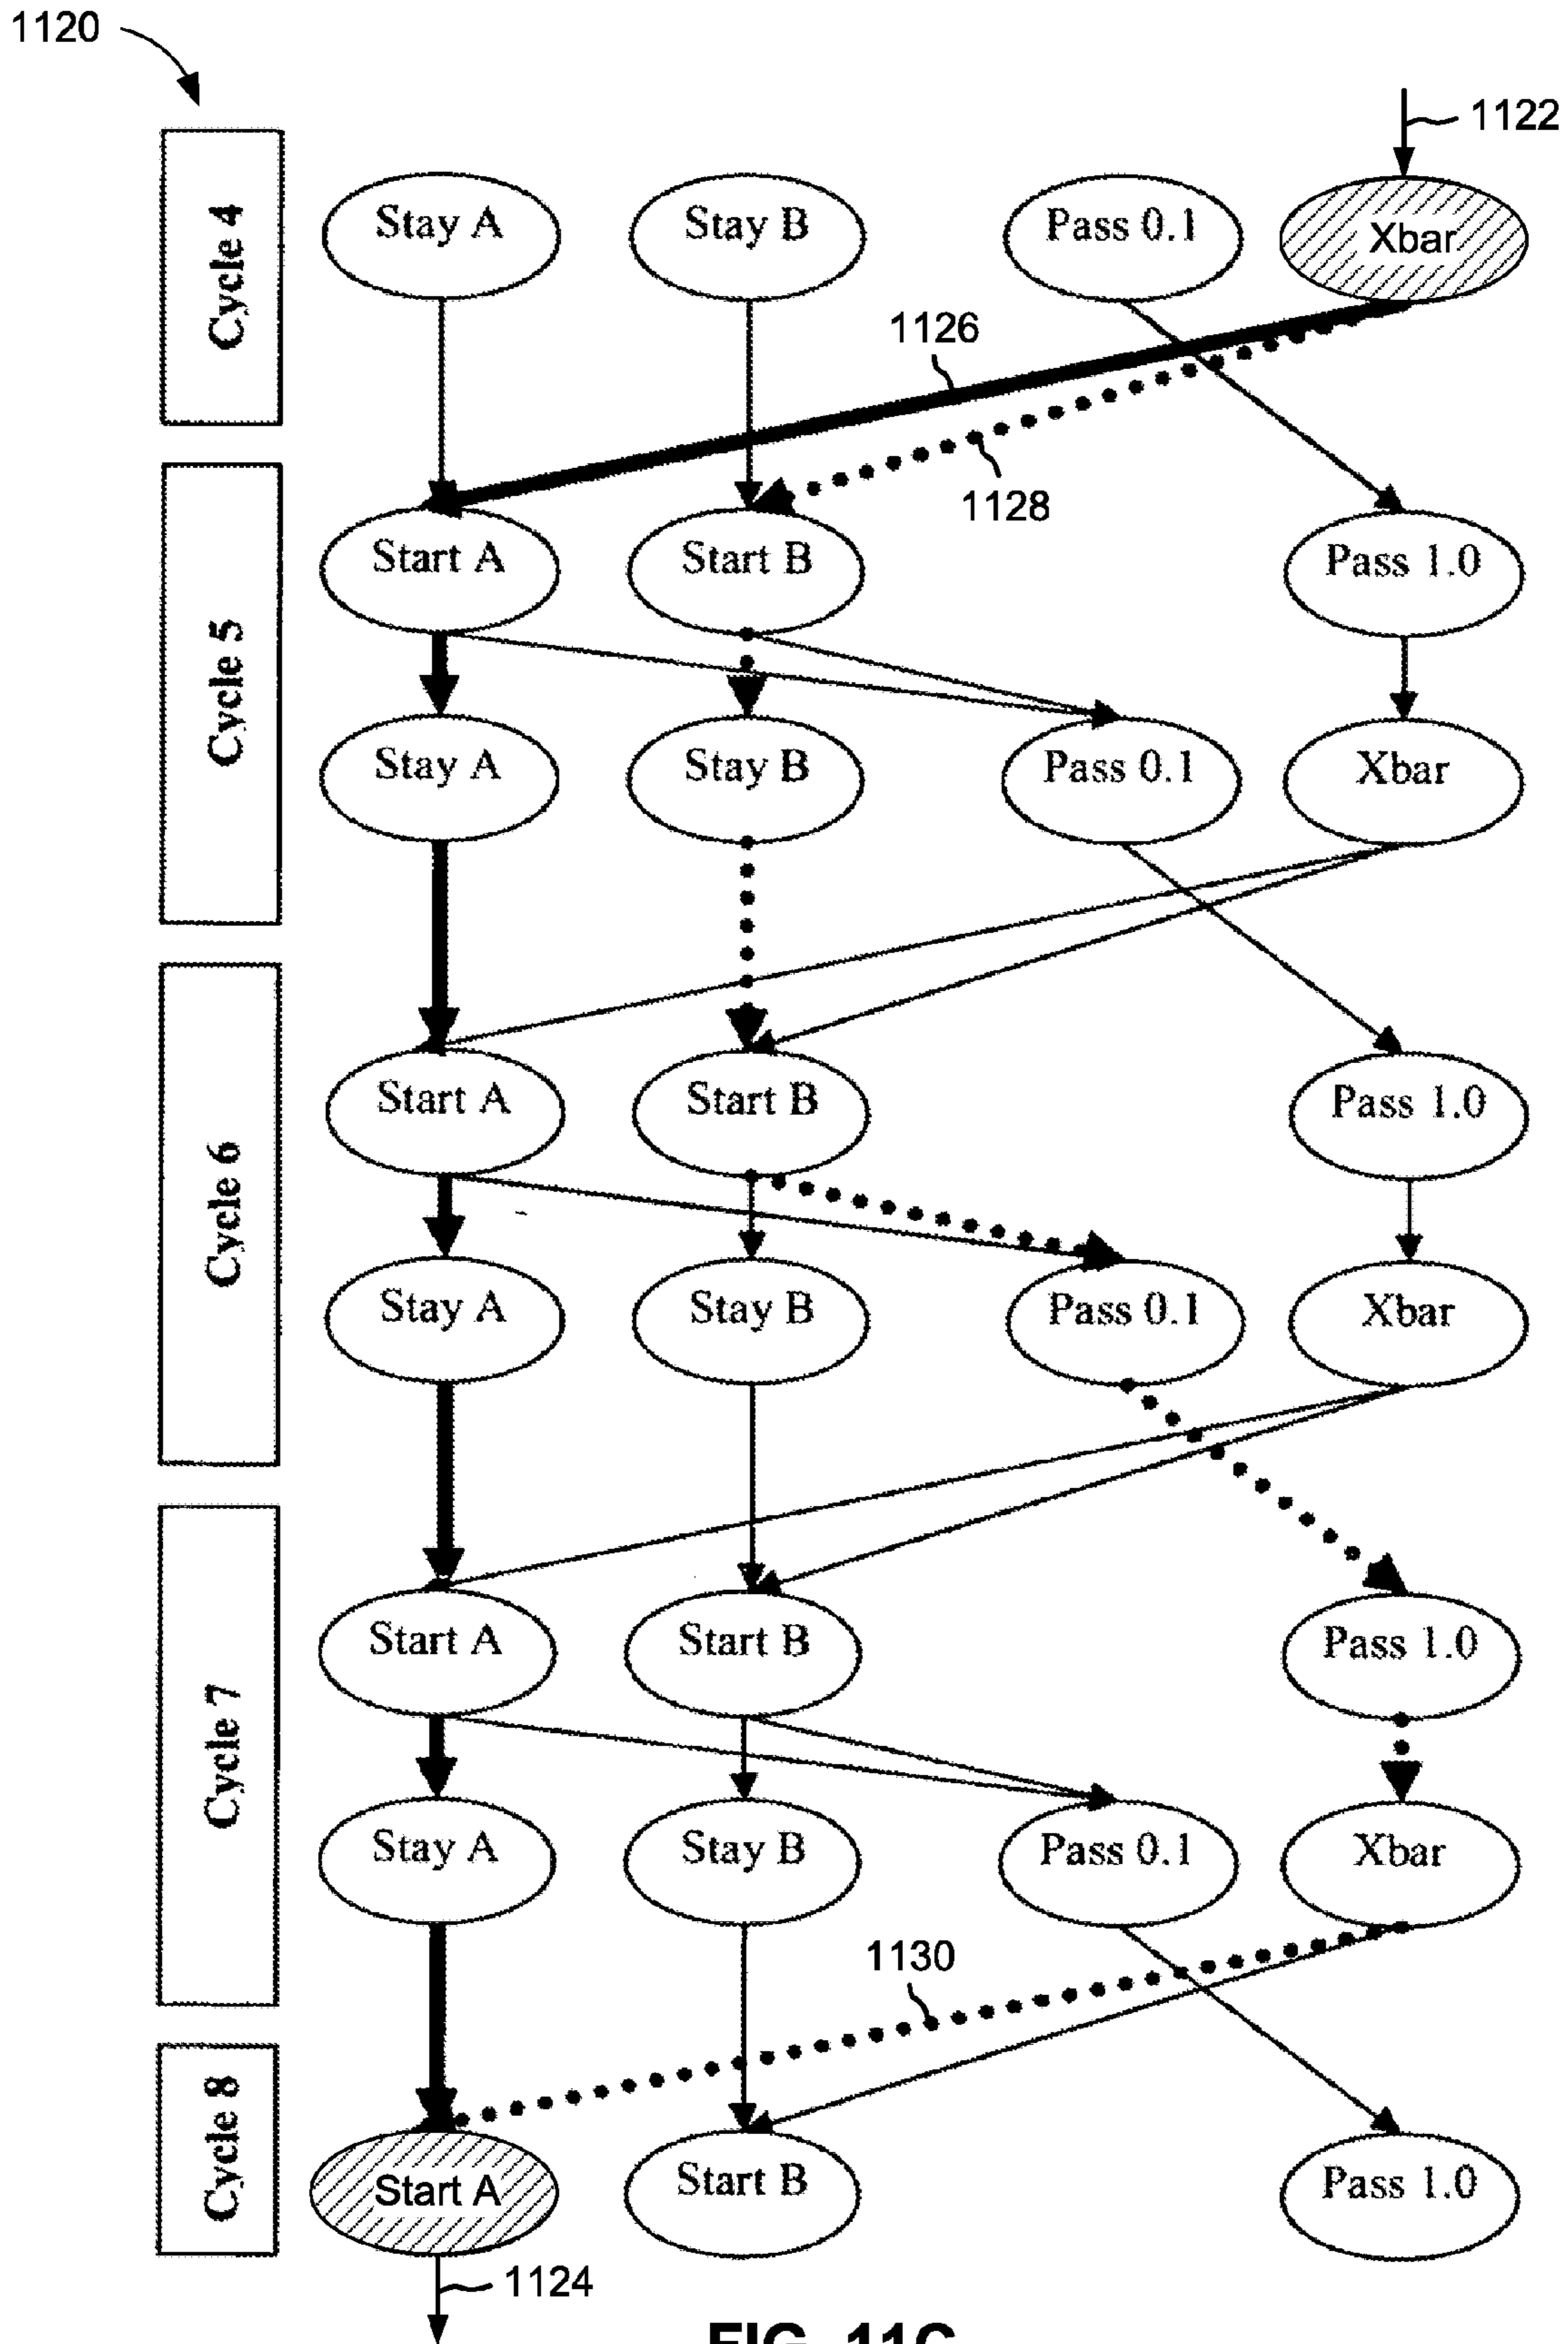 1120
1122
Cycle 4
Stay A
Stay B
Pass 0.1
Xbar
1126
1128
Cycle 5
Start A
Start B
Pass 1.0
Stay A
Stay B
Pass 0.1
Xbar
Cycle 6
Start A
Start B
Pass 1.0
Stay A
Stay B
Pass 0.1
Xbar
Cycle 7
Start A
Start B
Pass 1.0
Stay A
Stay B
Pass 0.1
Xbar
1130
Cycle 8
Start A
Start B
Pass 1.0
1124
FIG. 11C